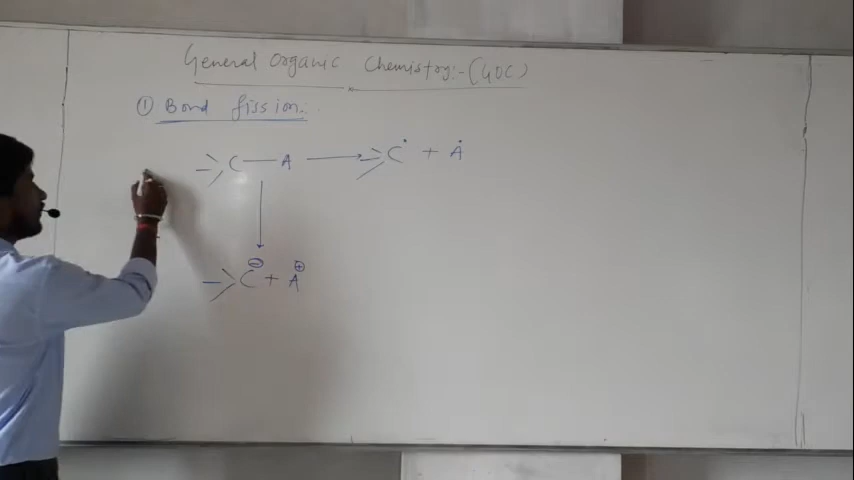 General Organic Chemistry:-(GOC)
① Bond fission.
C — A ⟶ C• + A•
C⊖ + A⊕